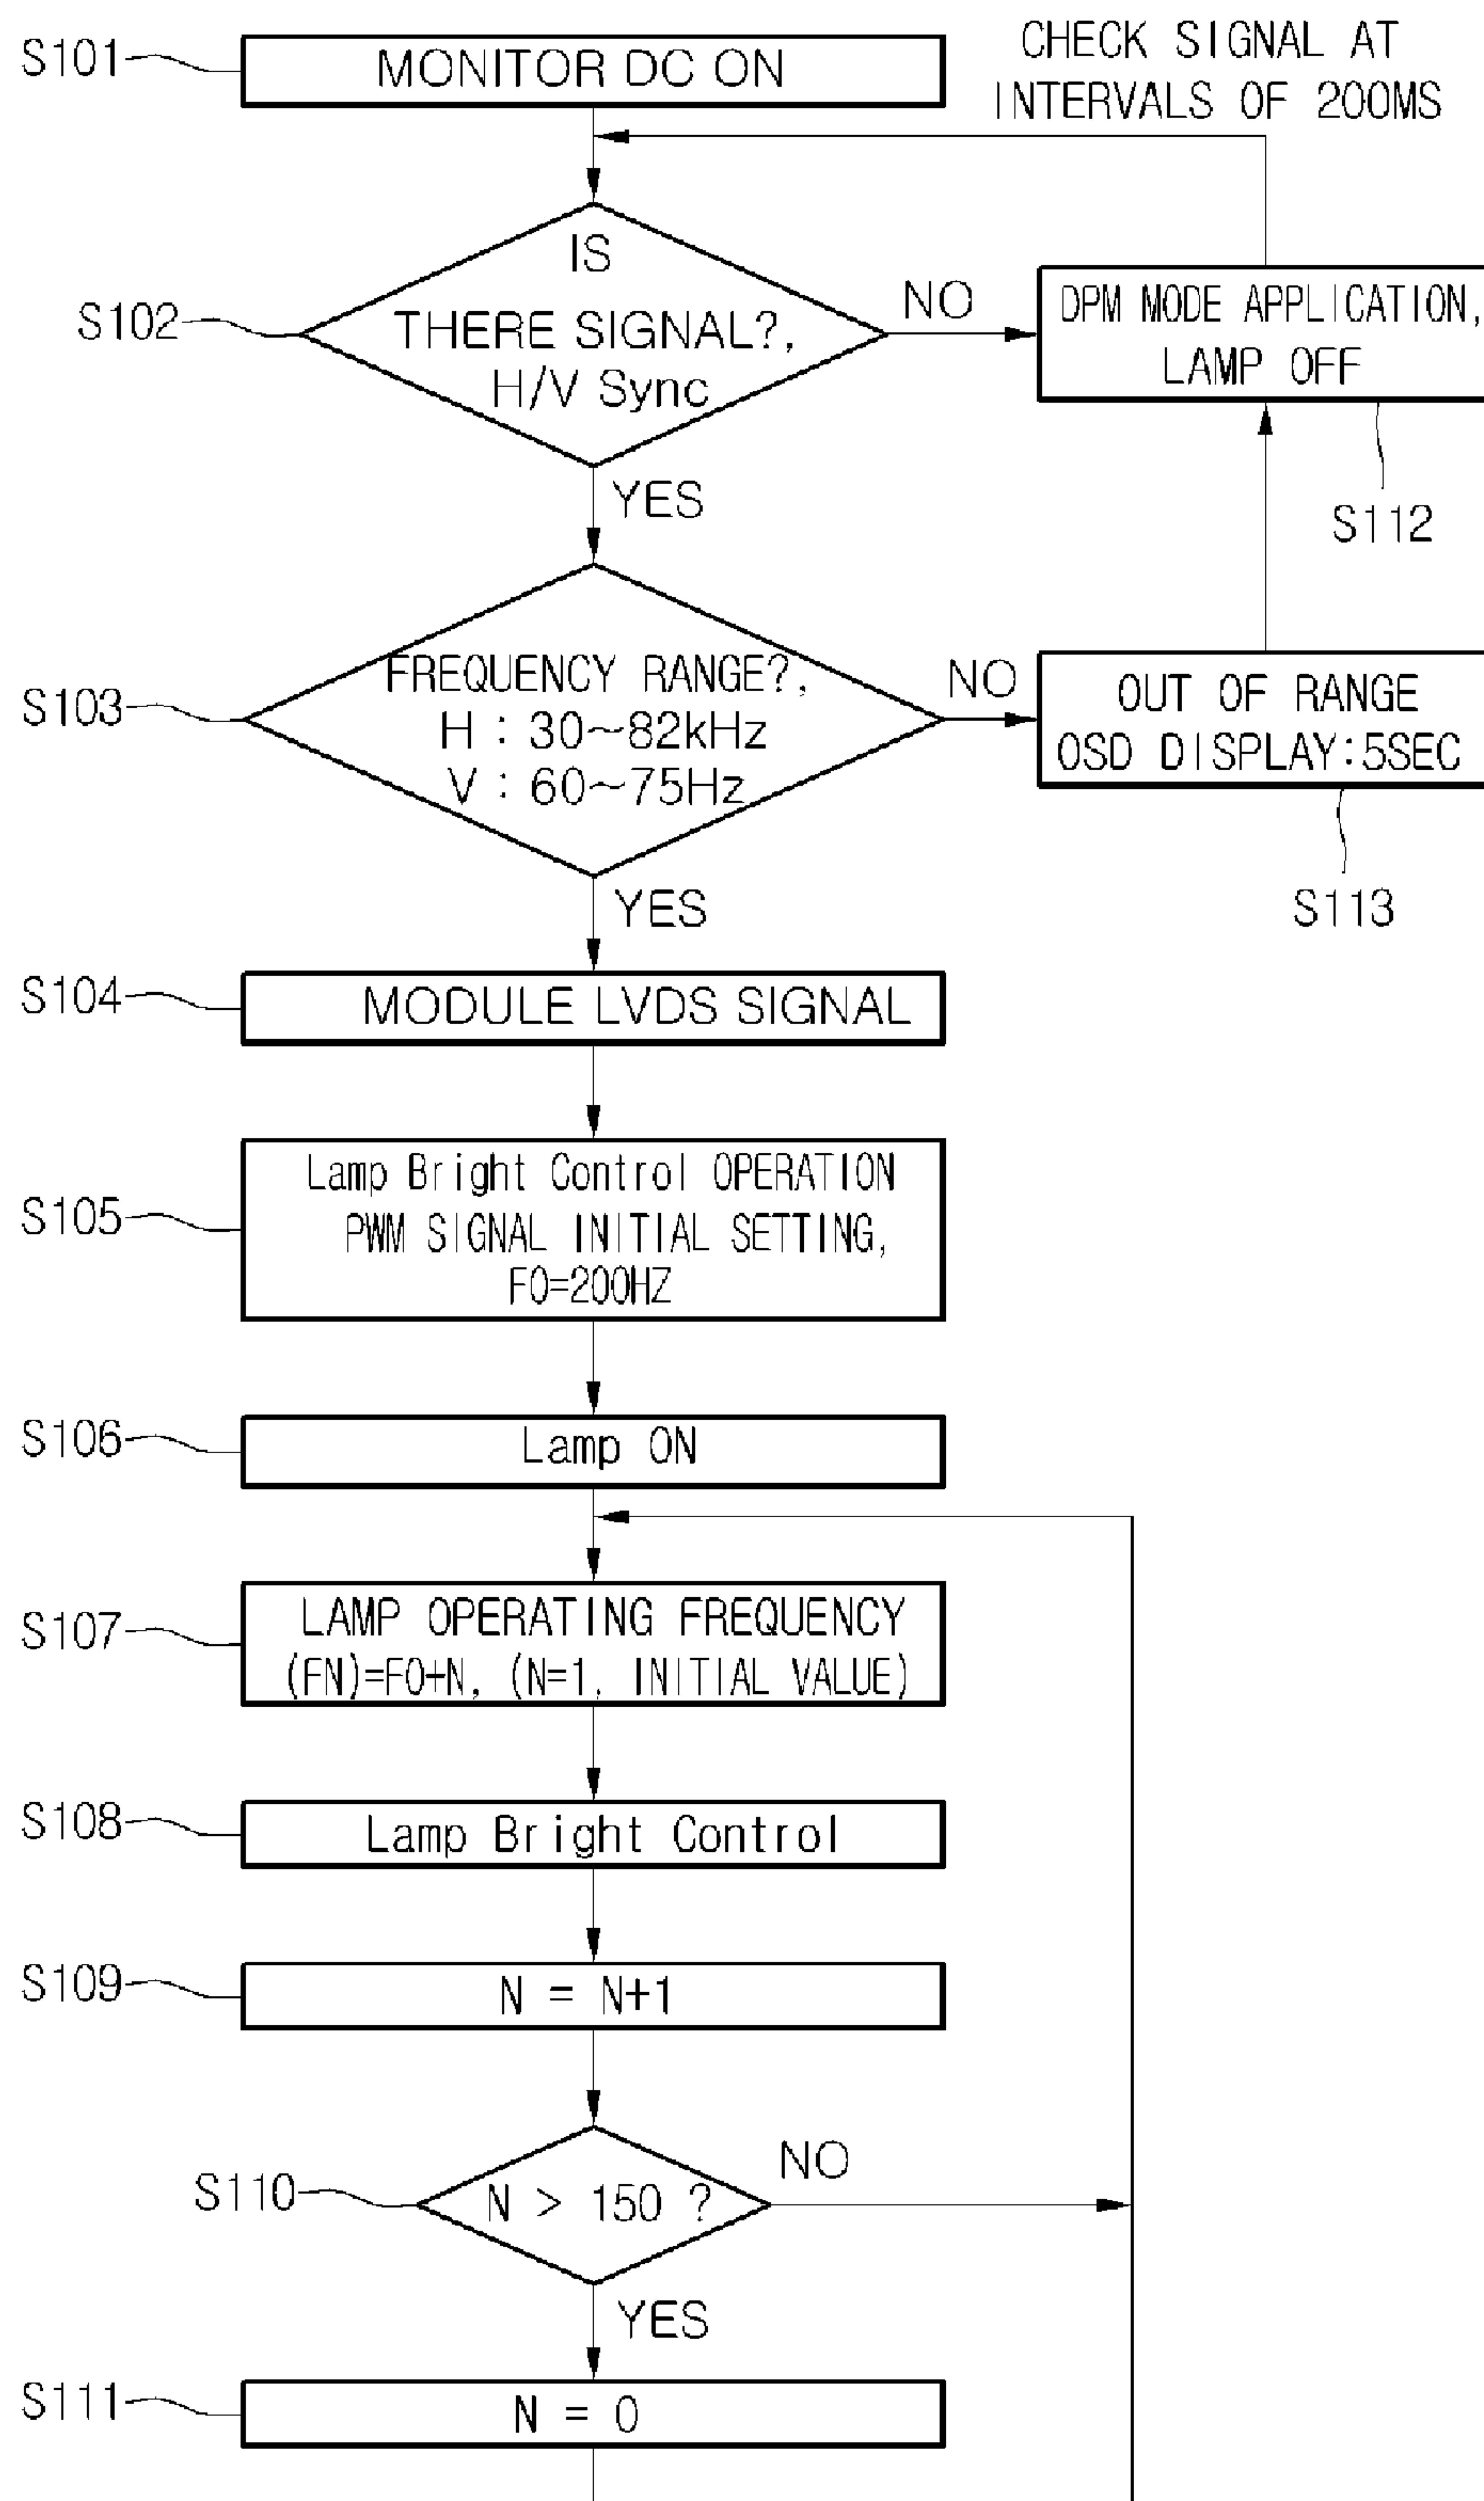 S101
MONITOR DC ON
CHECK SIGNAL AT
INTERVALS OF 200MS
S102
IS
THERE SIGNAL?,
H/V Sync
NO
DPM MODE APPLICATION,
LAMP OFF
S112
YES
S103
FREQUENCY RANGE?,
H : 30~82kHz
V : 60~75Hz
NO
OUT OF RANGE
OSD DISPLAY:5SEC
S113
YES
S104
MODULE LVDS SIGNAL
S105
Lamp Bright Control OPERATION
PWM SIGNAL INITIAL SETTING,
F0=200HZ
S106
Lamp ON
S107
LAMP OPERATING FREQUENCY
(FN)=F0+N, (N=1, INITIAL VALUE)
S108
Lamp Bright Control
S109
N = N+1
S110
N > 150 ?
NO
YES
S111
N = 0